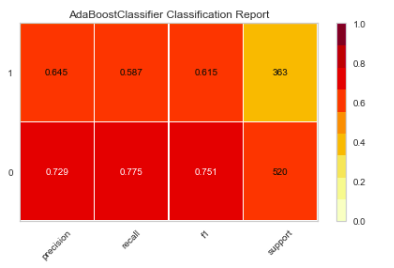 AdaBoostClassifier Classification Report
1 0.645 0.587 0.615 363
0 0.729 0.775 0.751 520
precision recall f1 support
1.0
0.8
0.6
0.4
0.2
0.0